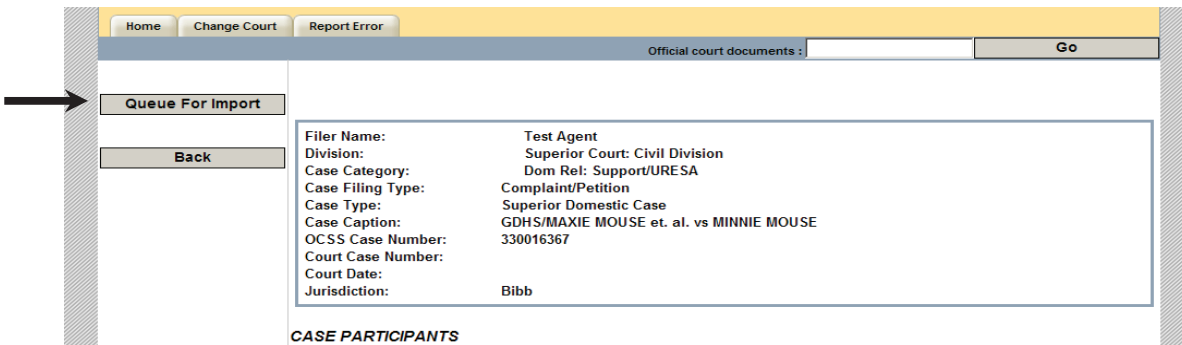 Home Change Court Report Error
Official court documents : Go
Queue For Import
Back
Filer Name: Test Agent
Division: Superior Court: Civil Division
Case Category: Dom Rel: Support/URESA
Case Filing Type: Complaint/Petition
Case Type: Superior Domestic Case
Case Caption: GDHS/MAXIE MOUSE et. al. vs MINNIE MOUSE
OCSS Case Number: 330016367
Court Case Number:
Court Date:
Jurisdiction: Bibb
CASE PARTICIPANTS